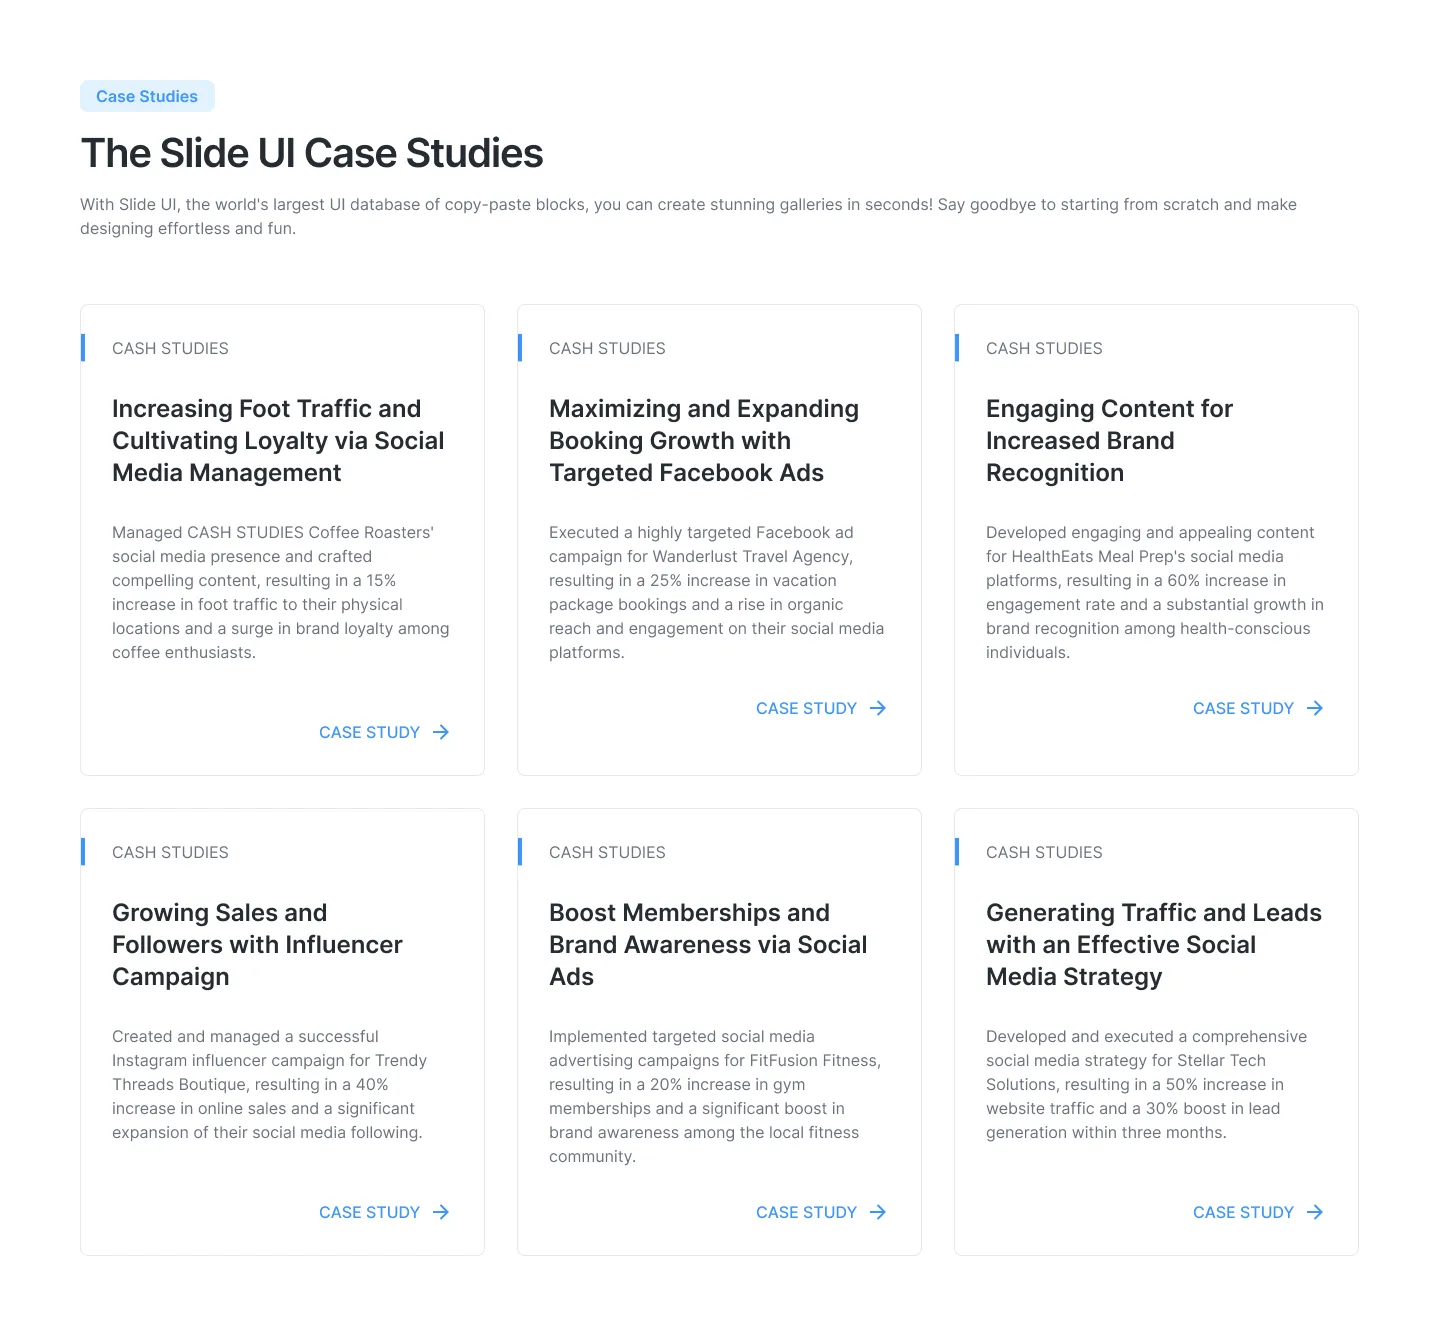 Case Studies
The Slide UI Case Studies
With Slide UI, the world's largest UI database of copy-paste blocks, you can create stunning galleries in seconds! Say goodbye to starting from scratch and make
designing effortless and fun.
CASH STUDIES
Increasing Foot Traffic and
Cultivating Loyalty via Social
Media Management
Managed CASH STUDIES Coffee Roasters'
social media presence and crafted
compelling content, resulting in a 15%
increase in foot traffic to their physical
locations and a surge in brand loyalty among
coffee enthusiasts.
CASE STUDY
CASH STUDIES
Maximizing and Expanding
Booking Growth with
Targeted Facebook Ads
Executed a highly targeted Facebook ad
campaign for Wanderlust Travel Agency,
resulting in a 25% increase in vacation
package bookings and a rise in organic
reach and engagement on their social media
platforms.
CASE STUDY
CASH STUDIES
Engaging Content for
Increased Brand
Recognition
Developed engaging and appealing content
for HealthEats Meal Prep's social media
platforms, resulting in a 60% increase in
engagement rate and a substantial growth in
brand recognition among health-conscious
individuals.
CASE STUDY
CASH STUDIES
Growing Sales and
Followers with Influencer
Campaign
Created and managed a successful
Instagram influencer campaign for Trendy
Threads Boutique, resulting in a 40%
increase in online sales and a significant
expansion of their social media following.
CASE STUDY
CASH STUDIES
Boost Memberships and
Brand Awareness via Social
Ads
Implemented targeted social media
advertising campaigns for FitFusion Fitness,
resulting in a 20% increase in gym
memberships and a significant boost in
brand awareness among the local fitness
community.
CASE STUDY
CASH STUDIES
Generating Traffic and Leads
with an Effective Social
Media Strategy
Developed and executed a comprehensive
social media strategy for Stellar Tech
Solutions, resulting in a 50% increase in
website traffic and a 30% boost in lead
generation within three months.
CASE STUDY